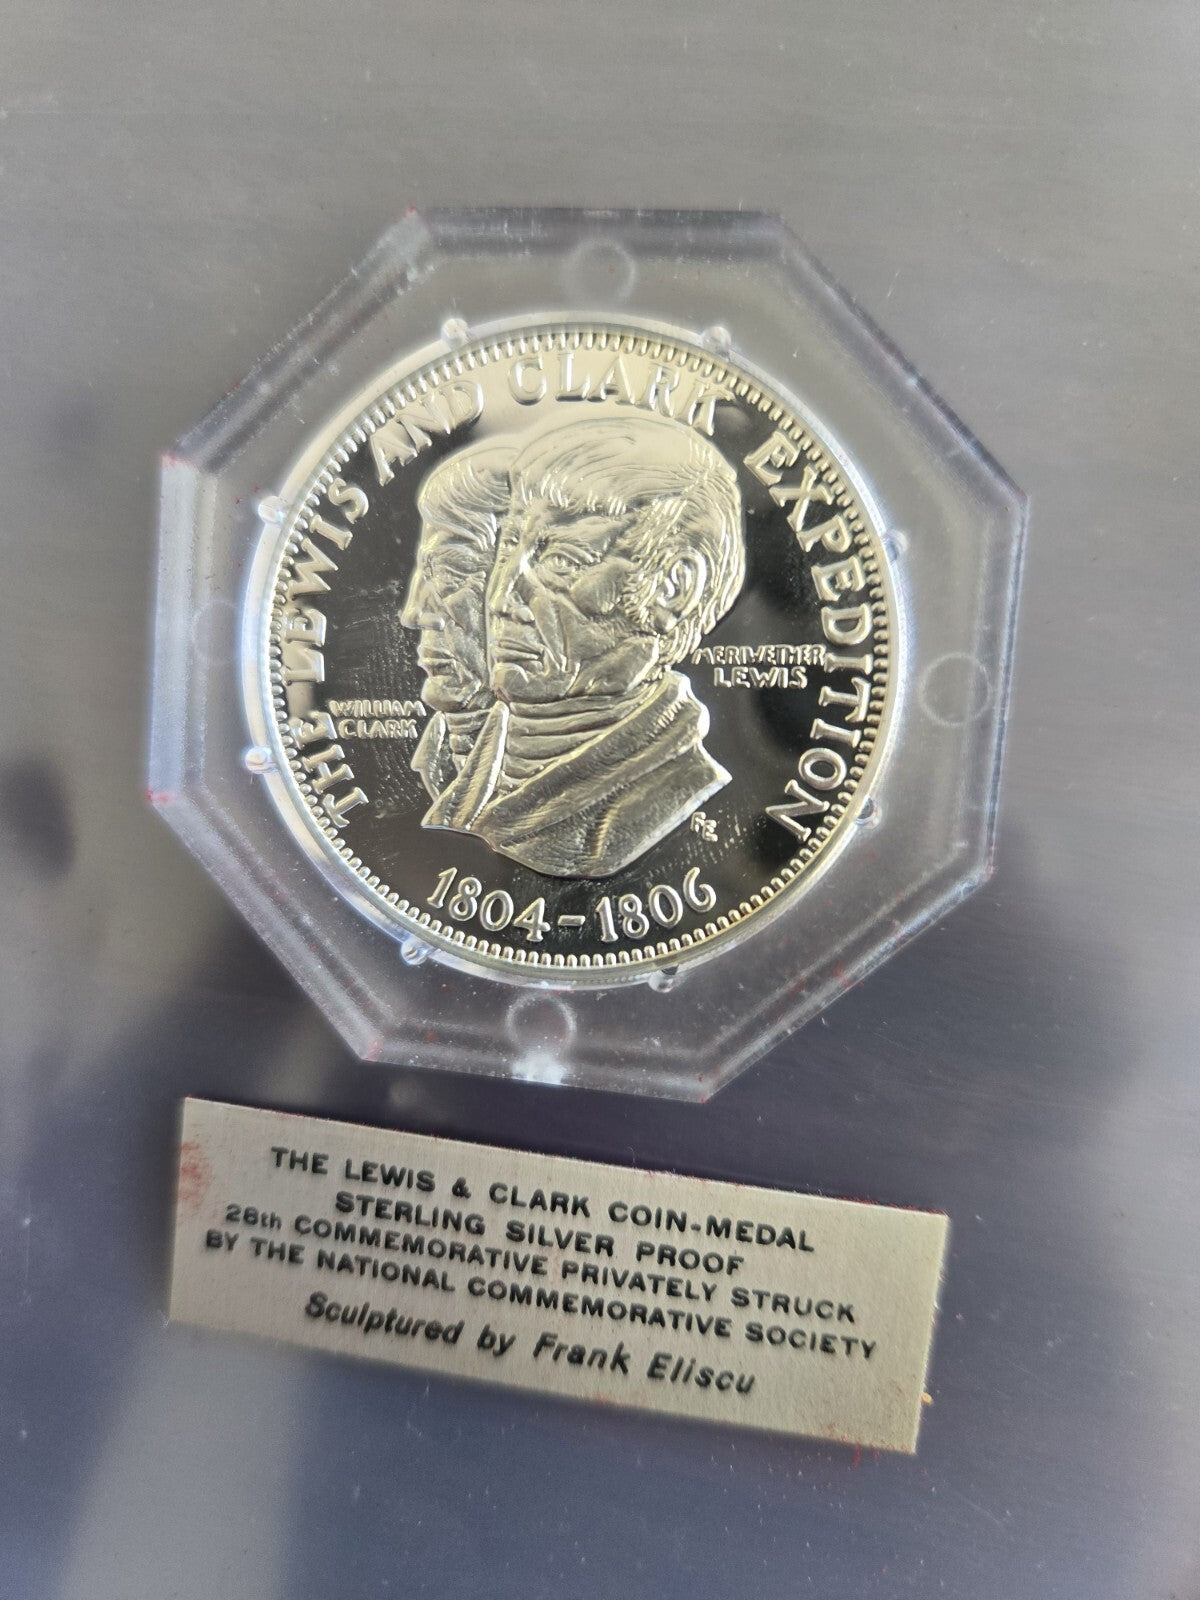 THE LEWIS AND CLARK EXPEDITION
WILLIAM
CLARK
MERIWETHER
LEWIS
FE
1804-1806
THE LEWIS & CLARK COIN-MEDAL
STERLING SILVER PROOF
28th COMMEMORATIVE PRIVATELY STRUCK
BY THE NATIONAL COMMEMORATIVE SOCIETY
Sculptured by Frank Eliscu